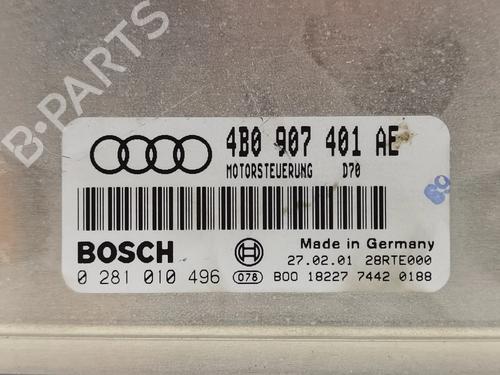 B-PARTS
4B0 907 401 AE
MOTORSTEUERUNG D70
BOSCH
Made in Germany
27.02.01 28RTE000
0 281 010 496 078 B00 18227 7442 0188